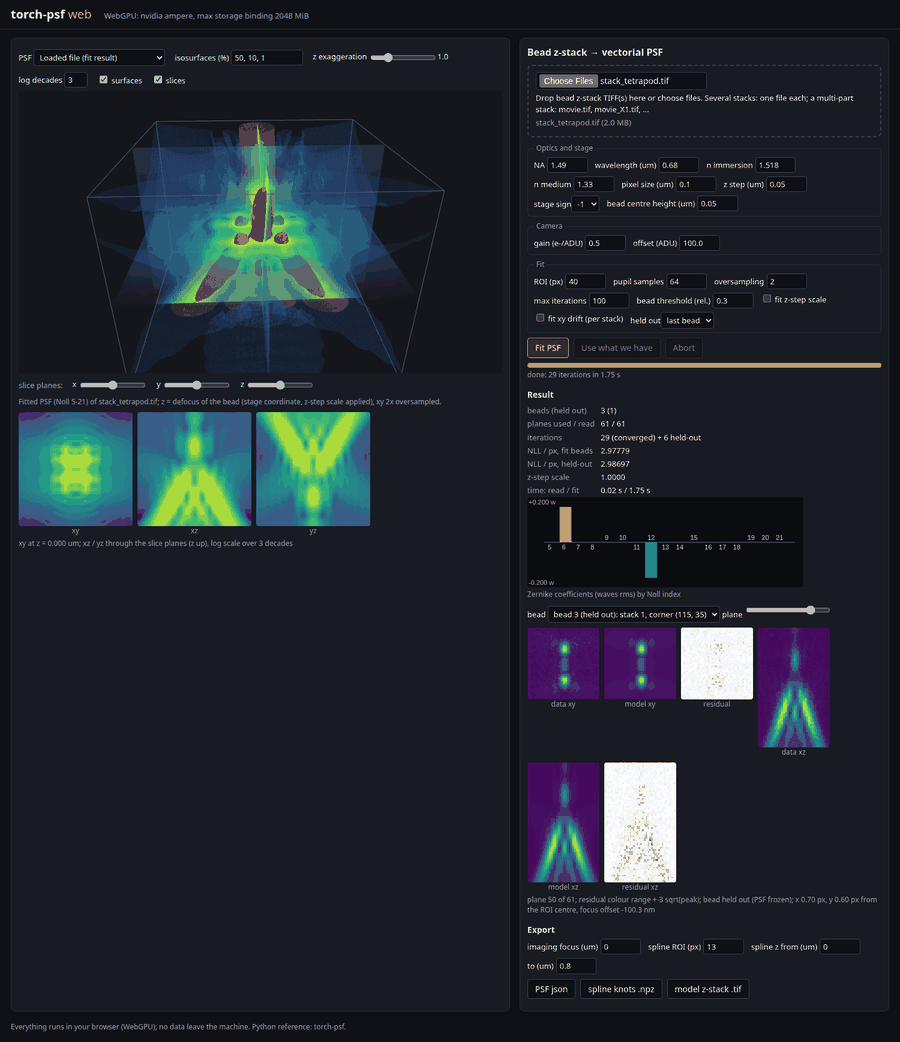 torch-psf web WebGPU: nvidia ampere, max storage binding 2048 MiB
PSF Loaded file (fit result) isosurfaces (%) 50, 10, 1 z exaggeration 1.0
log decades 3 surfaces slices
slice planes: x y z
Fitted PSF (Noll 5-21) of stack_tetrapod.tif; z = defocus of the bead (stage coordinate, z-step scale applied), xy 2x oversampled.
xy xz yz
xy at z = 0.000 um; xz / yz through the slice planes (z up), log scale over 3 decades
Bead z-stack → vectorial PSF
Choose Files stack_tetrapod.tif
Drop bead z-stack TIFF(s) here or choose files. Several stacks: one file each; a multi-part
stack: movie.tif, movie_X1.tif, ...
stack_tetrapod.tif (2.0 MB)
Optics and stage
NA 1.49 wavelength (um) 0.68 n immersion 1.518
n medium 1.33 pixel size (um) 0.1 z step (um) 0.05
stage sign -1 bead centre height (um) 0.05
Camera
gain (e-/ADU) 0.5 offset (ADU) 100.0
Fit
ROI (px) 40 pupil samples 64 oversampling 2
max iterations 100 bead threshold (rel.) 0.3 fit z-step scale
fit xy drift (per stack) held out last bead
Fit PSF Use what we have Abort
done: 29 iterations in 1.75 s
Result
beads (held out) 3 (1)
planes used / read 61 / 61
iterations 29 (converged) + 6 held-out
NLL / px, fit beads 2.97779
NLL / px, held-out 2.98697
z-step scale 1.0000
time: read / fit 0.02 s / 1.75 s
+0.200 w
9 10 12 15 19 20 21
5 6 7 8 11 13 14 16 17 18
-0.200 w
Zernike coefficients (waves rms) by Noll index
bead bead 3 (held out): stack 1, corner (115, 35) plane
data xy model xy residual
data xz
model xz residual xz
plane 50 of 61; residual colour range +-3 sqrt(peak); bead held out (PSF frozen); x 0.70 px, y 0.60 px from
the ROI centre, focus offset -100.3 nm
Export
imaging focus (um) 0 spline ROI (px) 13 spline z from (um) 0
to (um) 0.8
PSF json spline knots .npz model z-stack .tif
Everything runs in your browser (WebGPU); no data leave the machine. Python reference: torch-psf.